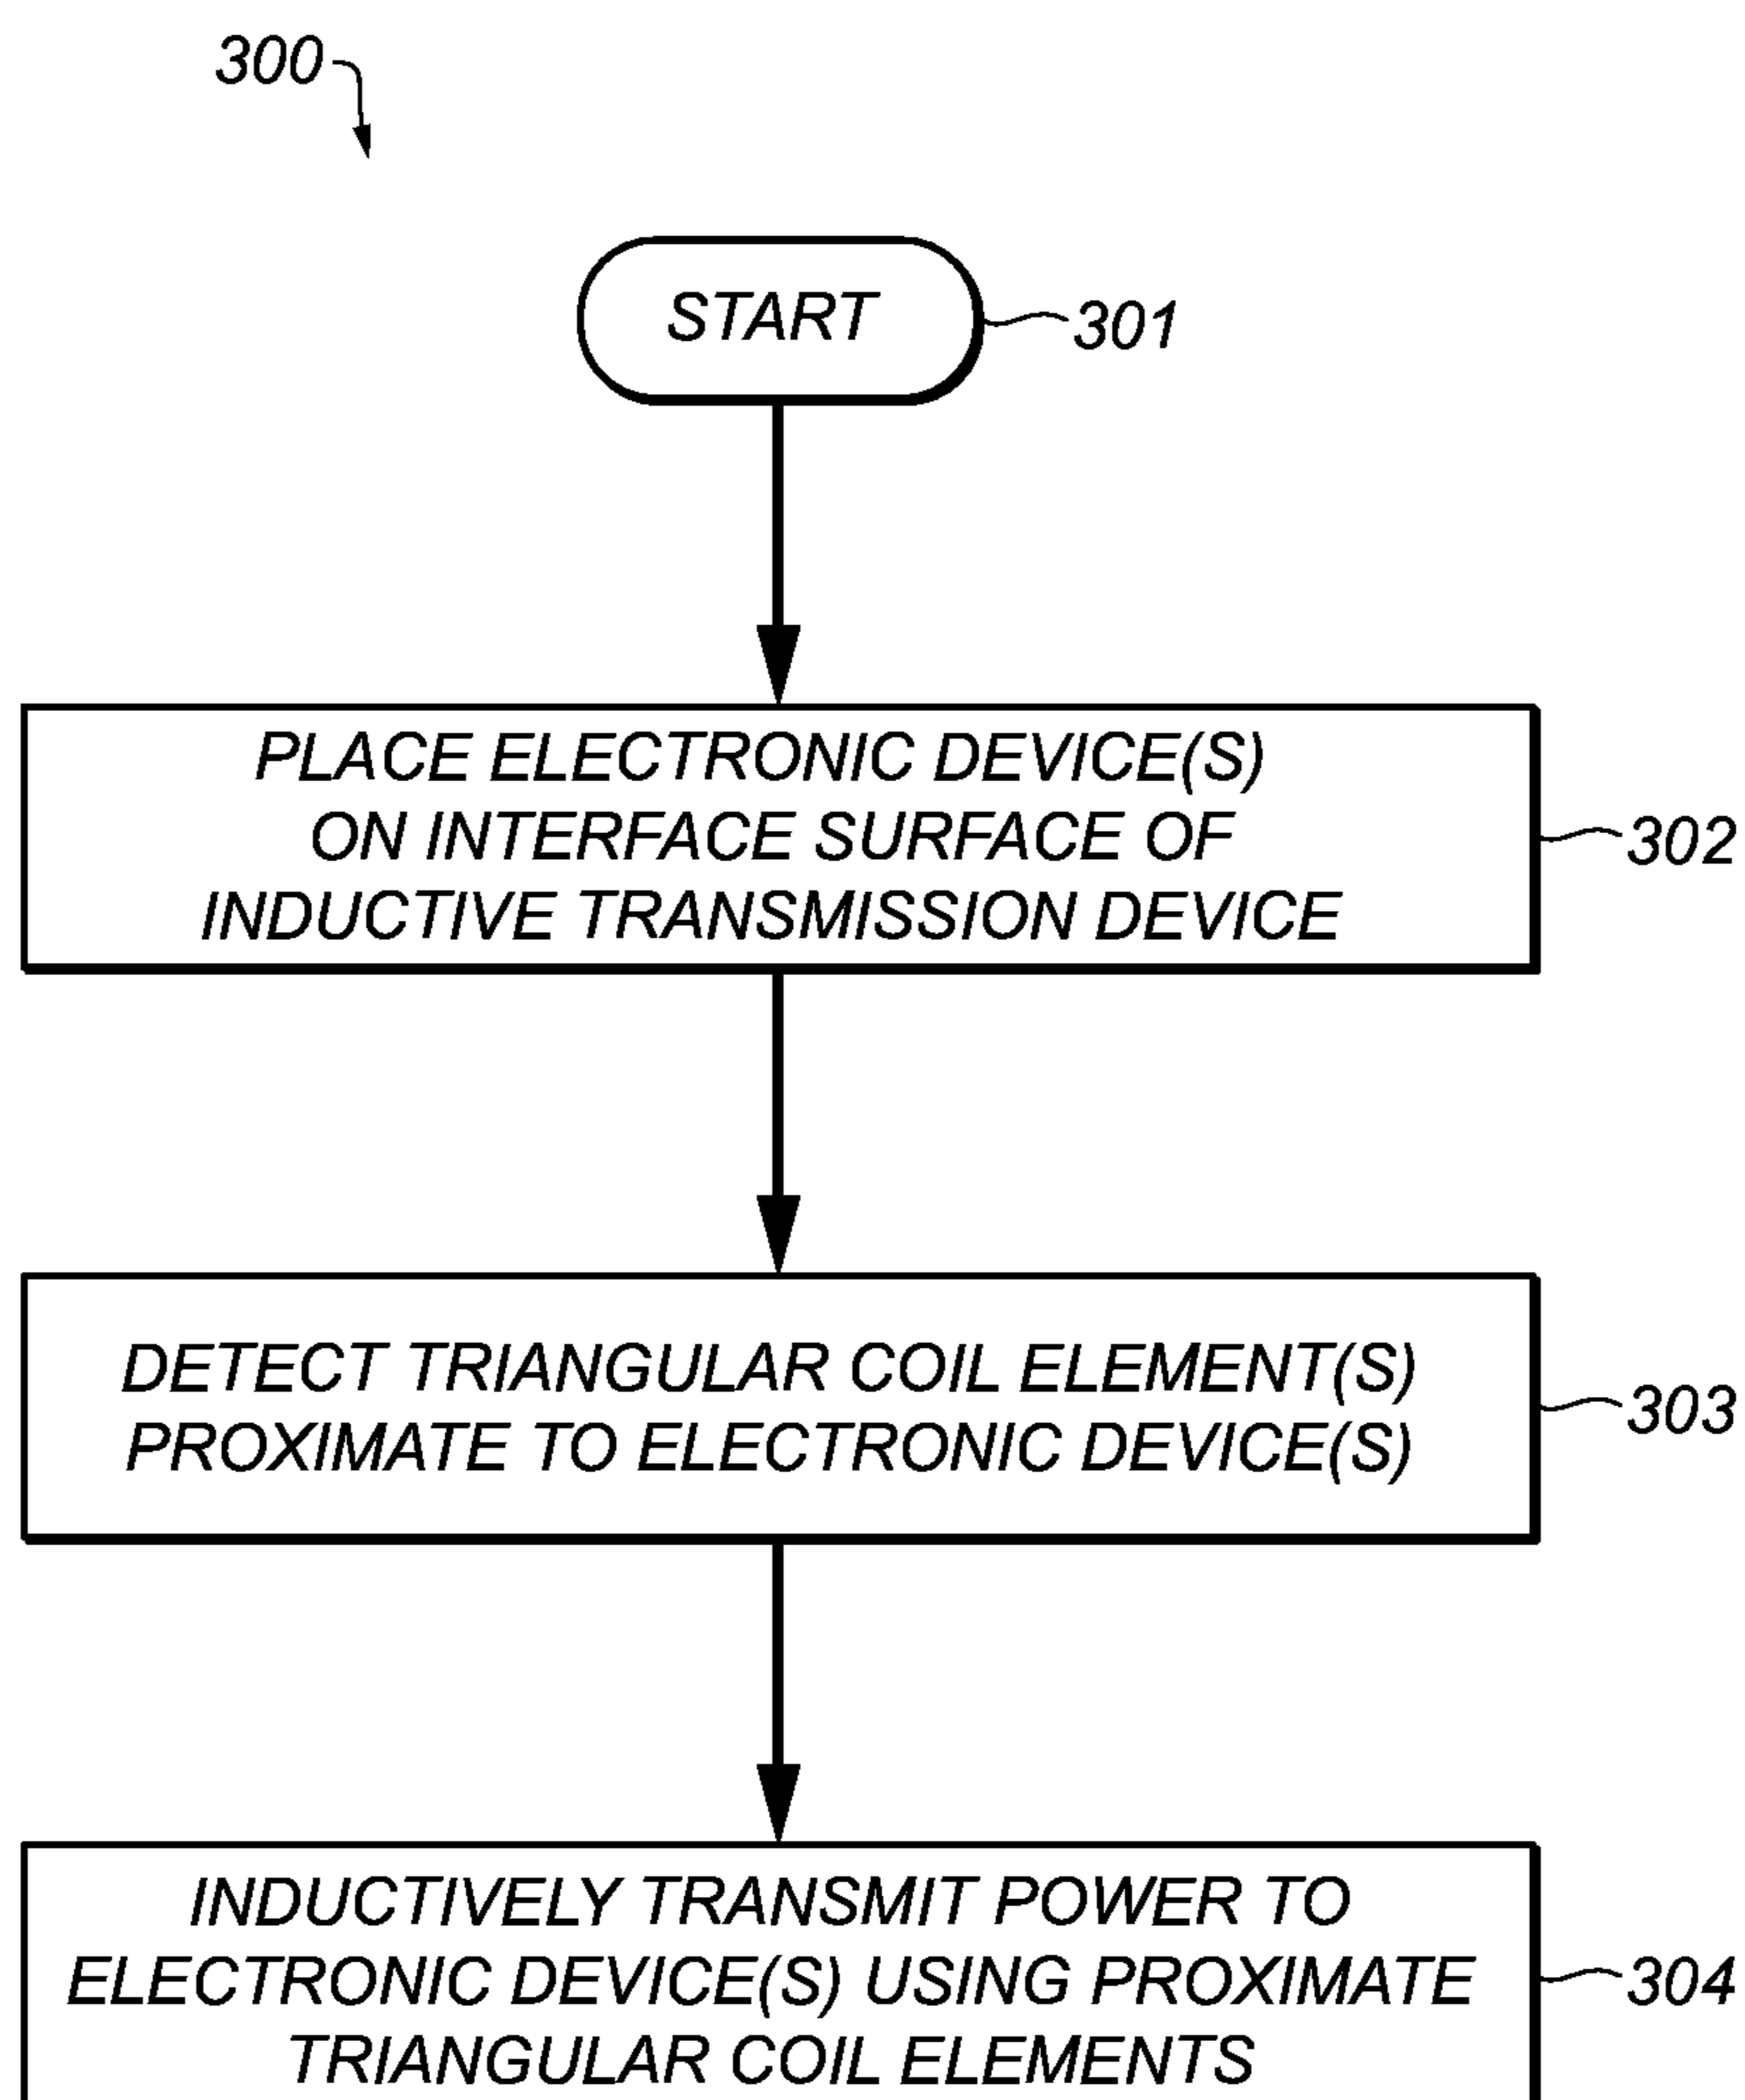 300
START
301
PLACE ELECTRONIC DEVICE(S)
ON INTERFACE SURFACE OF
INDUCTIVE TRANSMISSION DEVICE
302
DETECT TRIANGULAR COIL ELEMENT(S)
PROXIMATE TO ELECTRONIC DEVICE(S)
303
INDUCTIVELY TRANSMIT POWER TO
ELECTRONIC DEVICE(S) USING PROXIMATE
TRIANGULAR COIL ELEMENTS
304